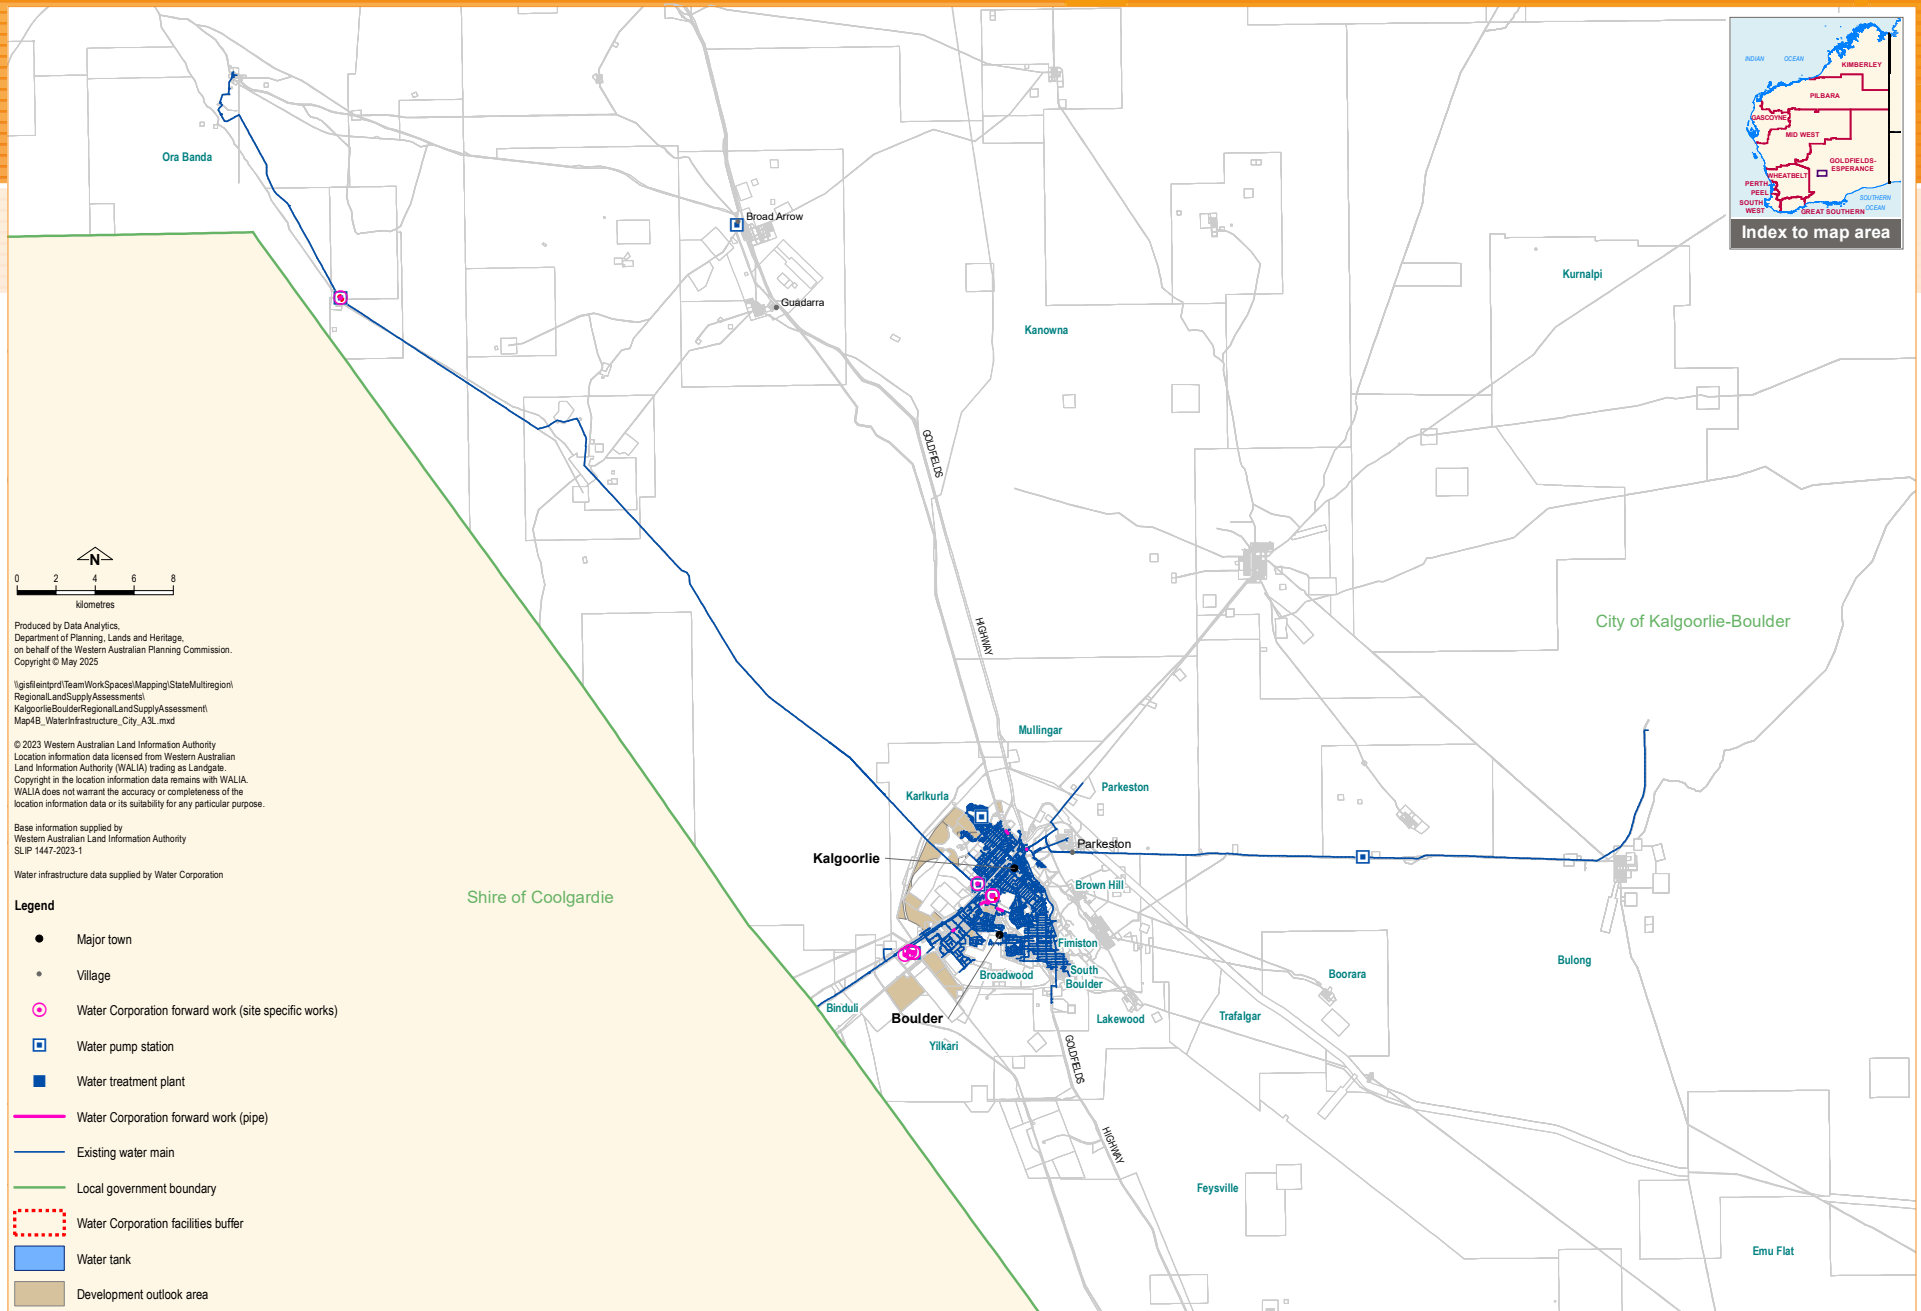 INDIAN OCEAN
KIMBERLEY
PILBARA
GASCOYNE
MID WEST
GOLDFIELDS-
ESPERANCE
WHEATBELT
PERTH
PEEL
SOUTH
WEST
GREAT SOUTHERN
SOUTHERN
OCEAN
Index to map area
Ora Banda
Broad Arrow
Guadarra
Kurnalpi
Kanowna
GOLDFIELDS
HIGHWAY
City of Kalgoorlie-Boulder
Mullingar
Karlkurla
Parkeston
Parkeston
Kalgoorlie
Brown Hill
Shire of Coolgardie
Fimiston
Broadwood
South
Boulder
Boorara
Bulong
Binduli
Boulder
Lakewood
Trafalgar
Yilkari
GOLDFIELDS
HIGHWAY
Feysville
Emu Flat
N
0 2 4 6 8
kilometres
Produced by Data Analytics,
Department of Planning, Lands and Heritage,
on behalf of the Western Australian Planning Commission.
Copyright © May 2025
\\gisfileintprd\TeamWorkSpaces\Mapping\StateMultiregion\
RegionalLandSupplyAssessments\
KalgoorlieBoulderRegionalLandSupplyAssessment\
Map4B_WaterInfrastructure_City_A3L.mxd
© 2023 Western Australian Land Information Authority
Location information data licensed from Western Australian
Land Information Authority (WALIA) trading as Landgate.
Copyright in the location information data remains with WALIA.
WALIA does not warrant the accuracy or completeness of the
location information data or its suitability for any particular purpose.
Base information supplied by
Western Australian Land Information Authority
SLIP 1447-2023-1
Water infrastructure data supplied by Water Corporation
Legend
Major town
Village
Water Corporation forward work (site specific works)
Water pump station
Water treatment plant
Water Corporation forward work (pipe)
Existing water main
Local government boundary
Water Corporation facilities buffer
Water tank
Development outlook area